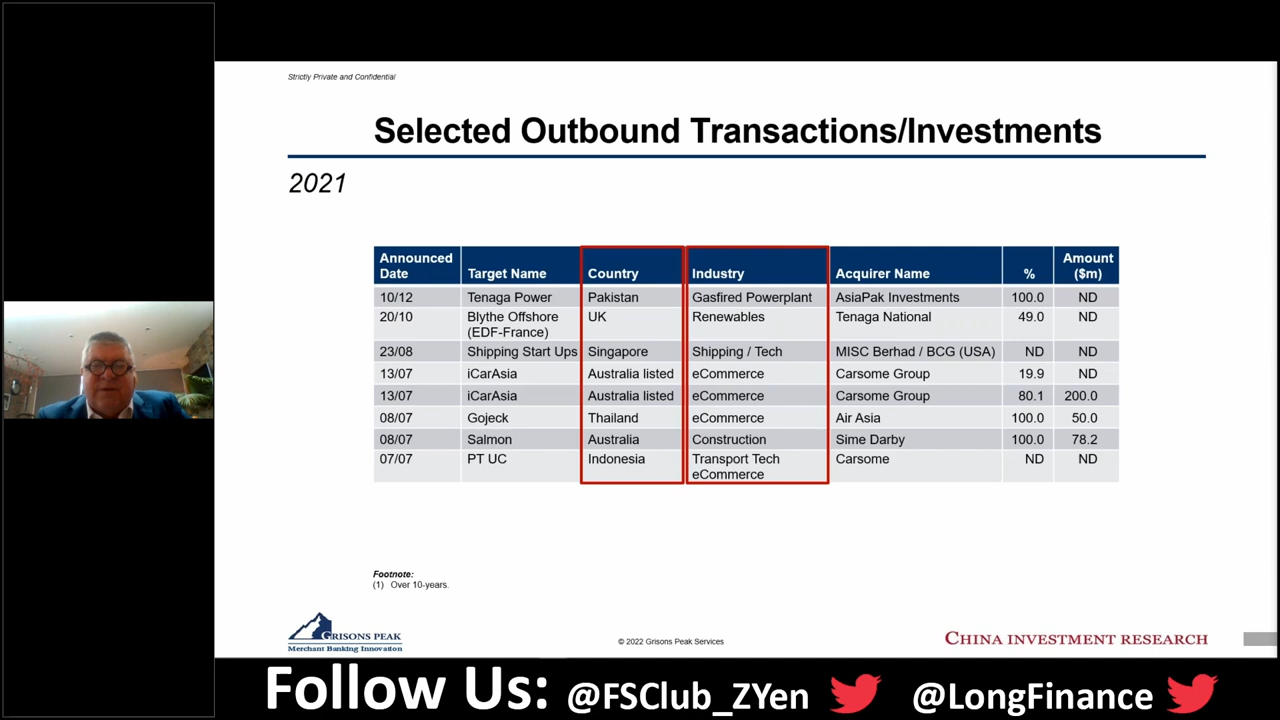 Strictly Private and Confidential
Selected Outbound Transactions/Investments
2021
Announced Date Target Name Country Industry Acquirer Name % Amount ($m)
10/12 Tenaga Power Pakistan Gasfired Powerplant AsiaPak Investments 100.0 ND
20/10 Blythe Offshore (EDF-France) UK Renewables Tenaga National 49.0 ND
23/08 Shipping Start Ups Singapore Shipping / Tech MISC Berhad / BCG (USA) ND ND
13/07 iCarAsia Australia listed eCommerce Carsome Group 19.9 ND
13/07 iCarAsia Australia listed eCommerce Carsome Group 80.1 200.0
08/07 Gojeck Thailand eCommerce Air Asia 100.0 50.0
08/07 Salmon Australia Construction Sime Darby 100.0 78.2
07/07 PT UC Indonesia Transport Tech eCommerce Carsome ND ND
Footnote:
(1) Over 10-years.
GRISONS PEAK
Merchant Banking Innovation
© 2022 Grisons Peak Services
CHINA INVESTMENT RESEARCH
Follow Us: @FSClub_ZYen @LongFinance